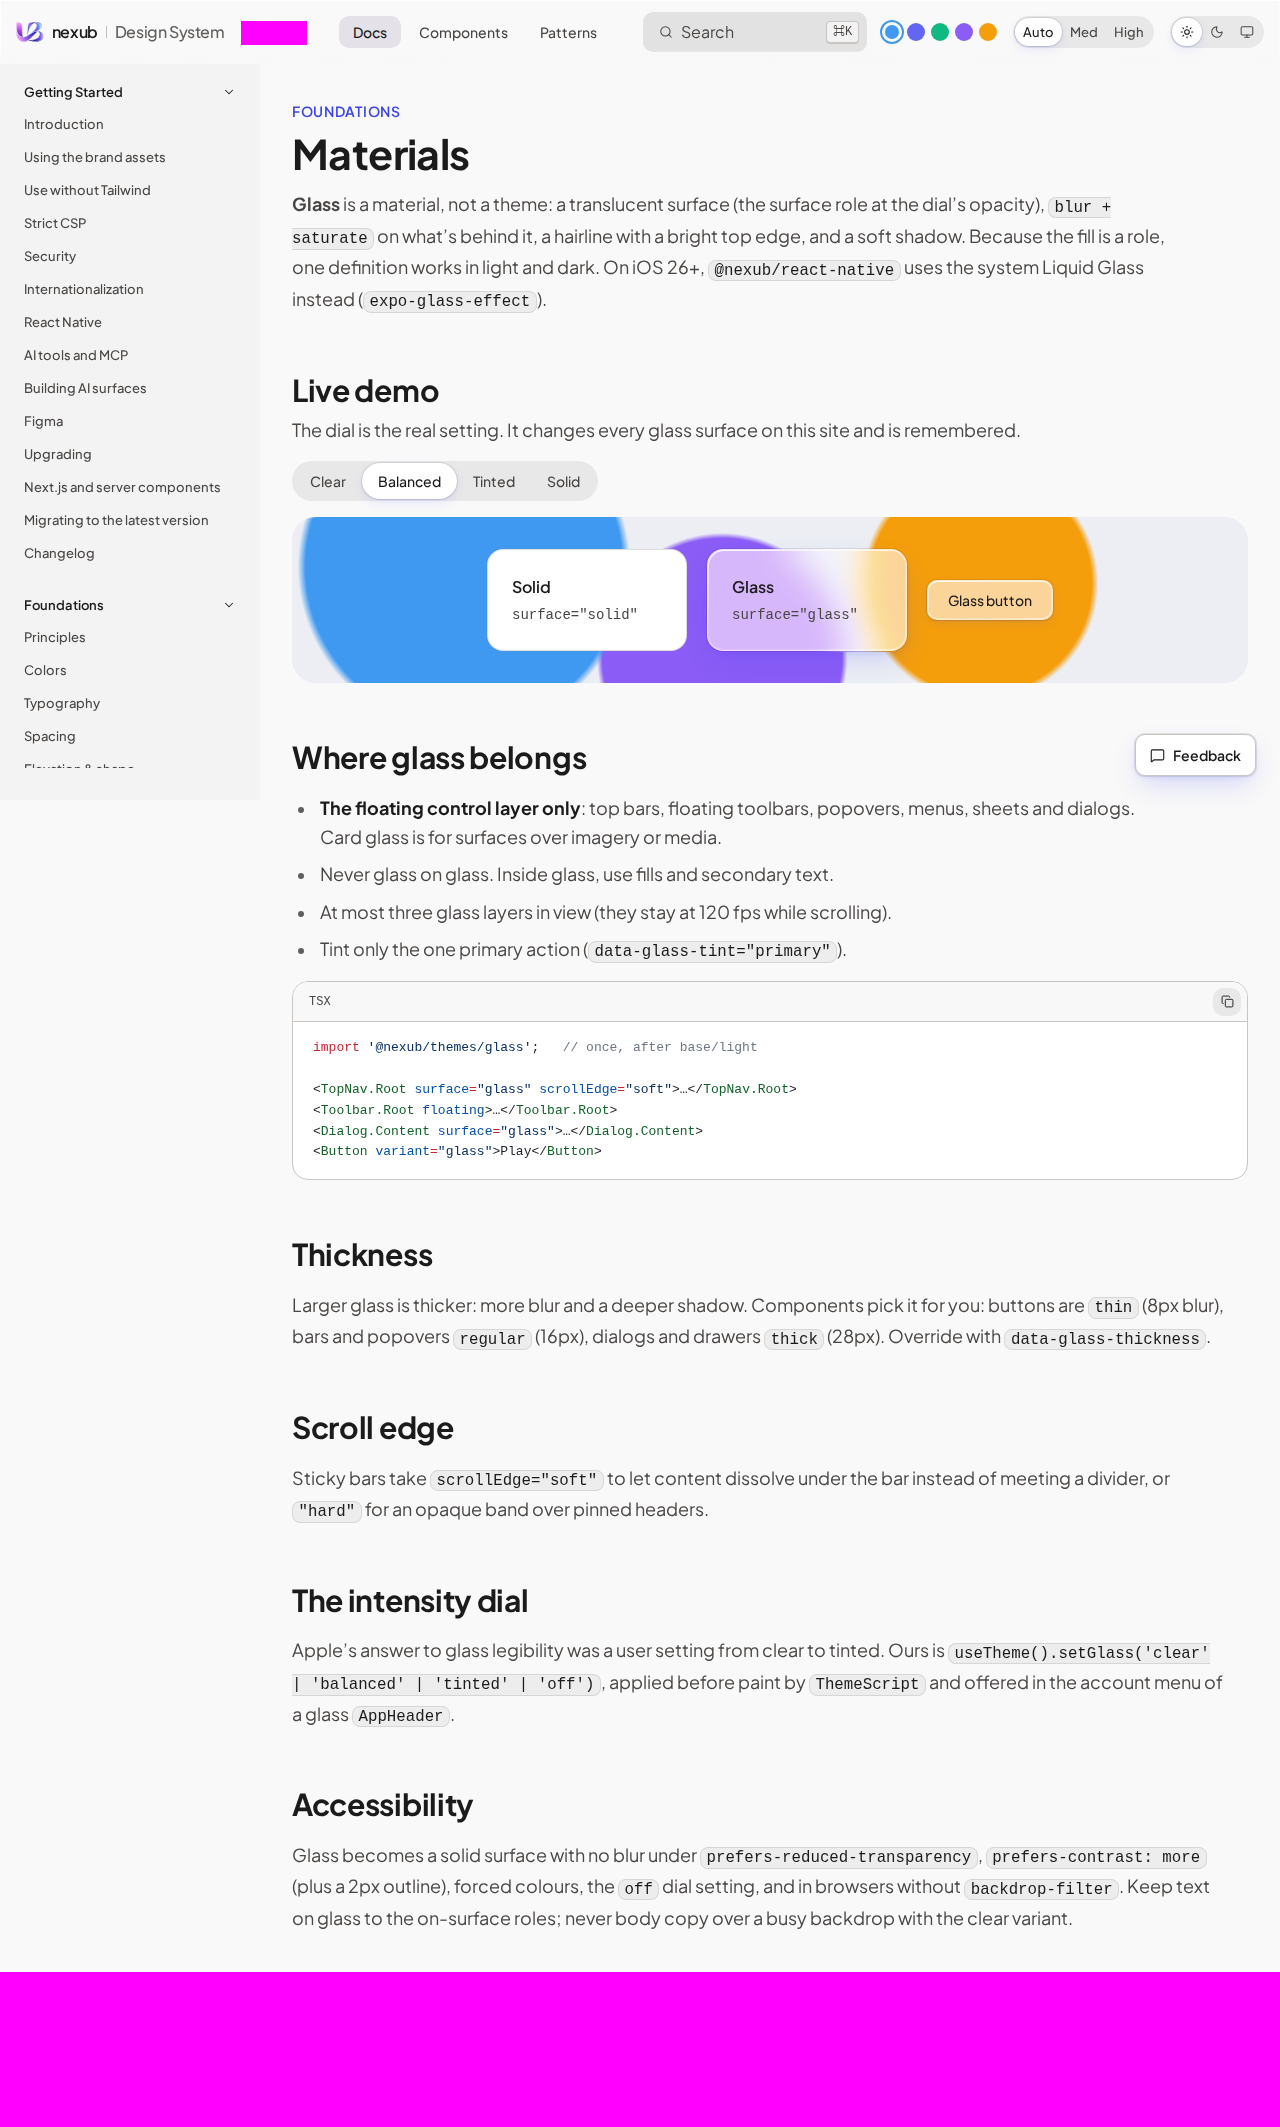 nexub | Design System
Docs
Components
Patterns
Search
⌘K
Auto
Med
High
Getting Started
Introduction
Using the brand assets
Use without Tailwind
Strict CSP
Security
Internationalization
React Native
AI tools and MCP
Building AI surfaces
Figma
Upgrading
Next.js and server components
Migrating to the latest version
Changelog
Foundations
Principles
Colors
Typography
Spacing
FOUNDATIONS
Materials
Glass is a material, not a theme: a translucent surface (the surface role at the dial’s opacity), blur +
saturate on what’s behind it, a hairline with a bright top edge, and a soft shadow. Because the fill is a role,
one definition works in light and dark. On iOS 26+, @nexub/react-native uses the system Liquid Glass
instead (expo-glass-effect).
Live demo
The dial is the real setting. It changes every glass surface on this site and is remembered.
Clear
Balanced
Tinted
Solid
Solid
surface="solid"
Glass
surface="glass"
Glass button
Where glass belongs
Feedback
• The floating control layer only: top bars, floating toolbars, popovers, menus, sheets and dialogs.
Card glass is for surfaces over imagery or media.
• Never glass on glass. Inside glass, use fills and secondary text.
• At most three glass layers in view (they stay at 120 fps while scrolling).
• Tint only the one primary action (data-glass-tint="primary").
TSX
import '@nexub/themes/glass';   // once, after base/light
<TopNav.Root surface="glass" scrollEdge="soft">…</TopNav.Root>
<Toolbar.Root floating>…</Toolbar.Root>
<Dialog.Content surface="glass">…</Dialog.Content>
<Button variant="glass">Play</Button>
Thickness
Larger glass is thicker: more blur and a deeper shadow. Components pick it for you: buttons are thin (8px blur),
bars and popovers regular (16px), dialogs and drawers thick (28px). Override with data-glass-thickness.
Scroll edge
Sticky bars take scrollEdge="soft" to let content dissolve under the bar instead of meeting a divider, or
"hard" for an opaque band over pinned headers.
The intensity dial
Apple’s answer to glass legibility was a user setting from clear to tinted. Ours is useTheme().setGlass('clear'
| 'balanced' | 'tinted' | 'off'), applied before paint by ThemeScript and offered in the account menu of
a glass AppHeader.
Accessibility
Glass becomes a solid surface with no blur under prefers-reduced-transparency, prefers-contrast: more
(plus a 2px outline), forced colours, the off dial setting, and in browsers without backdrop-filter. Keep text
on glass to the on-surface roles; never body copy over a busy backdrop with the clear variant.